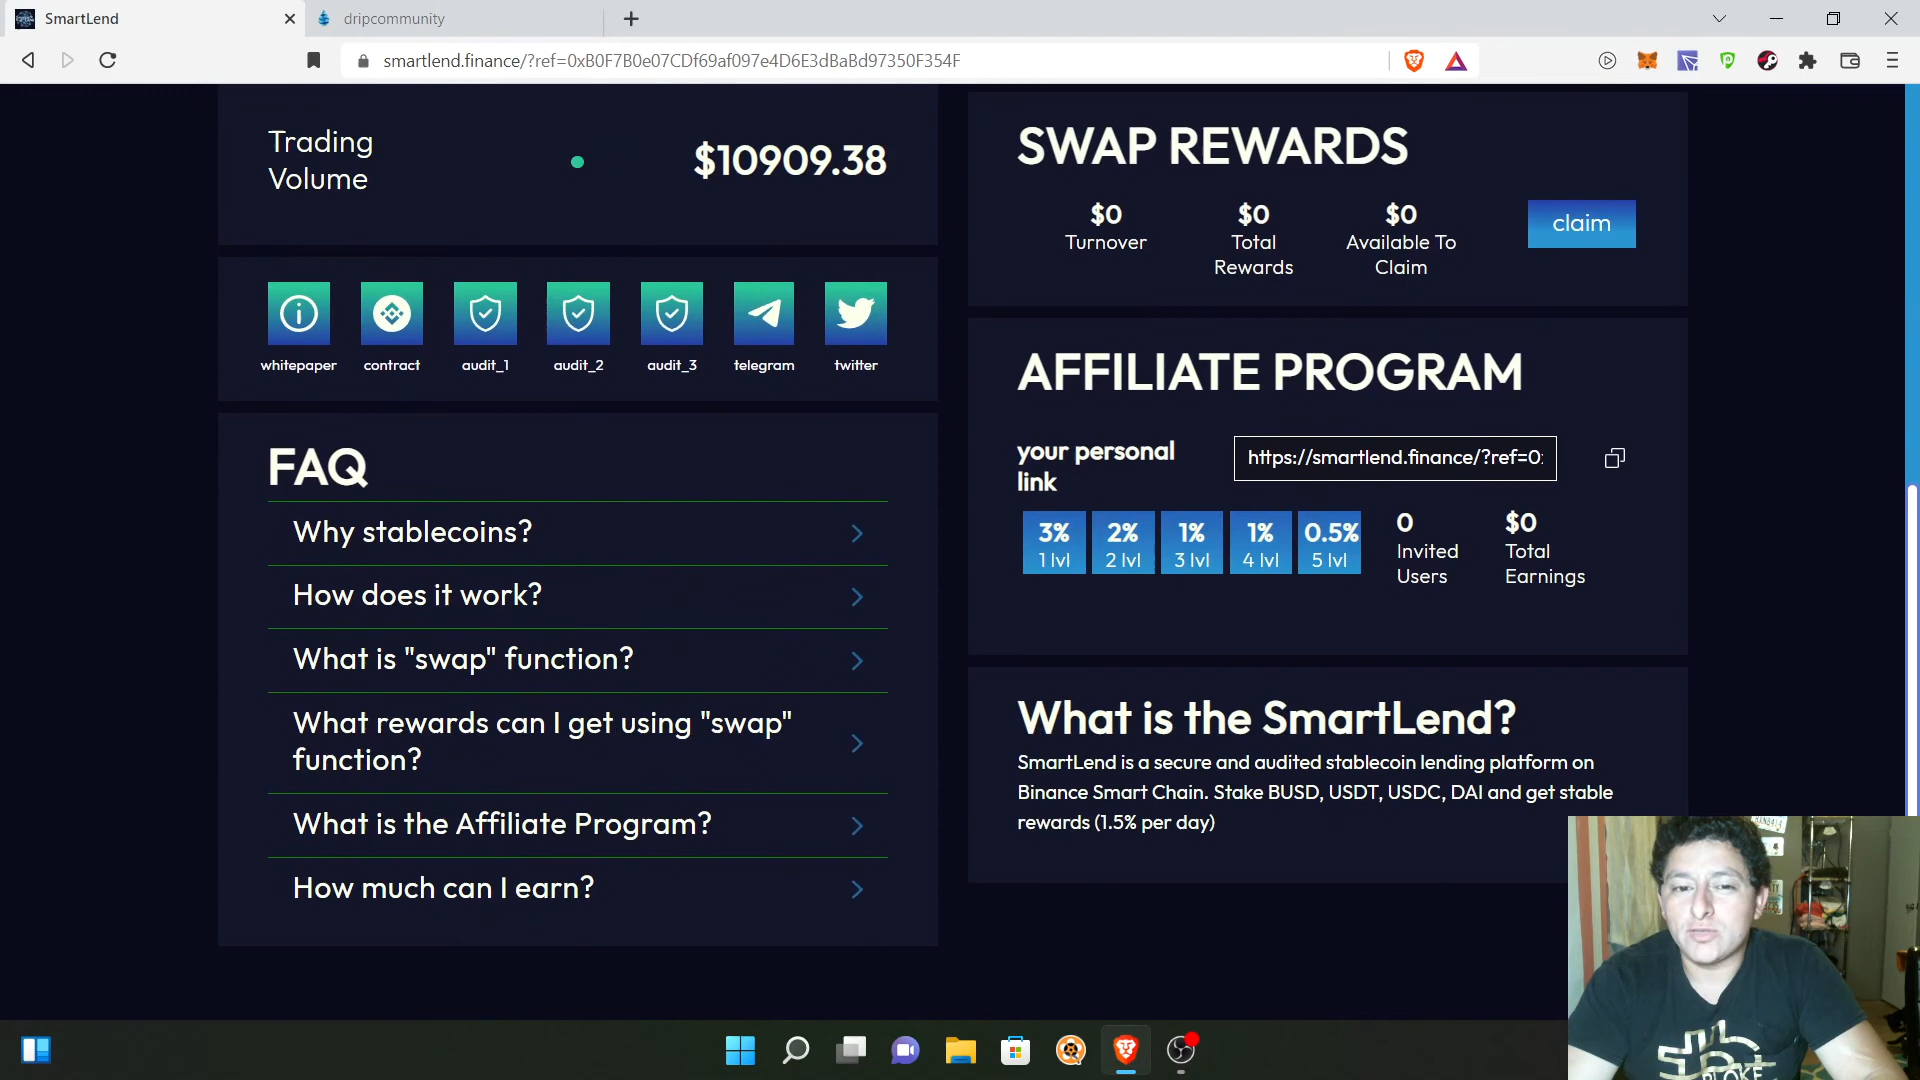 SmartLend
dripcommunity
smartlend.finance/?ref=0xB0F7B0e07CDf69af097e4D6E3dBaBd97350F354F
Trading
Volume
$10909.38
whitepaper
contract
audit_1
audit_2
audit_3
telegram
twitter
FAQ
Why stablecoins?
How does it work?
What is "swap" function?
What rewards can I get using "swap"
function?
What is the Affiliate Program?
How much can I earn?
SWAP REWARDS
$0
Turnover
$0
Total
Rewards
$0
Available To
Claim
claim
AFFILIATE PROGRAM
your personal
link
https://smartlend.finance/?ref=0
3%
1 lvl
2%
2 lvl
1%
3 lvl
1%
4 lvl
0.5%
5 lvl
0
Invited
Users
$0
Total
Earnings
What is the SmartLend?
SmartLend is a secure and audited stablecoin lending platform on
Binance Smart Chain. Stake BUSD, USDT, USDC, DAI and get stable
rewards (1.5% per day)